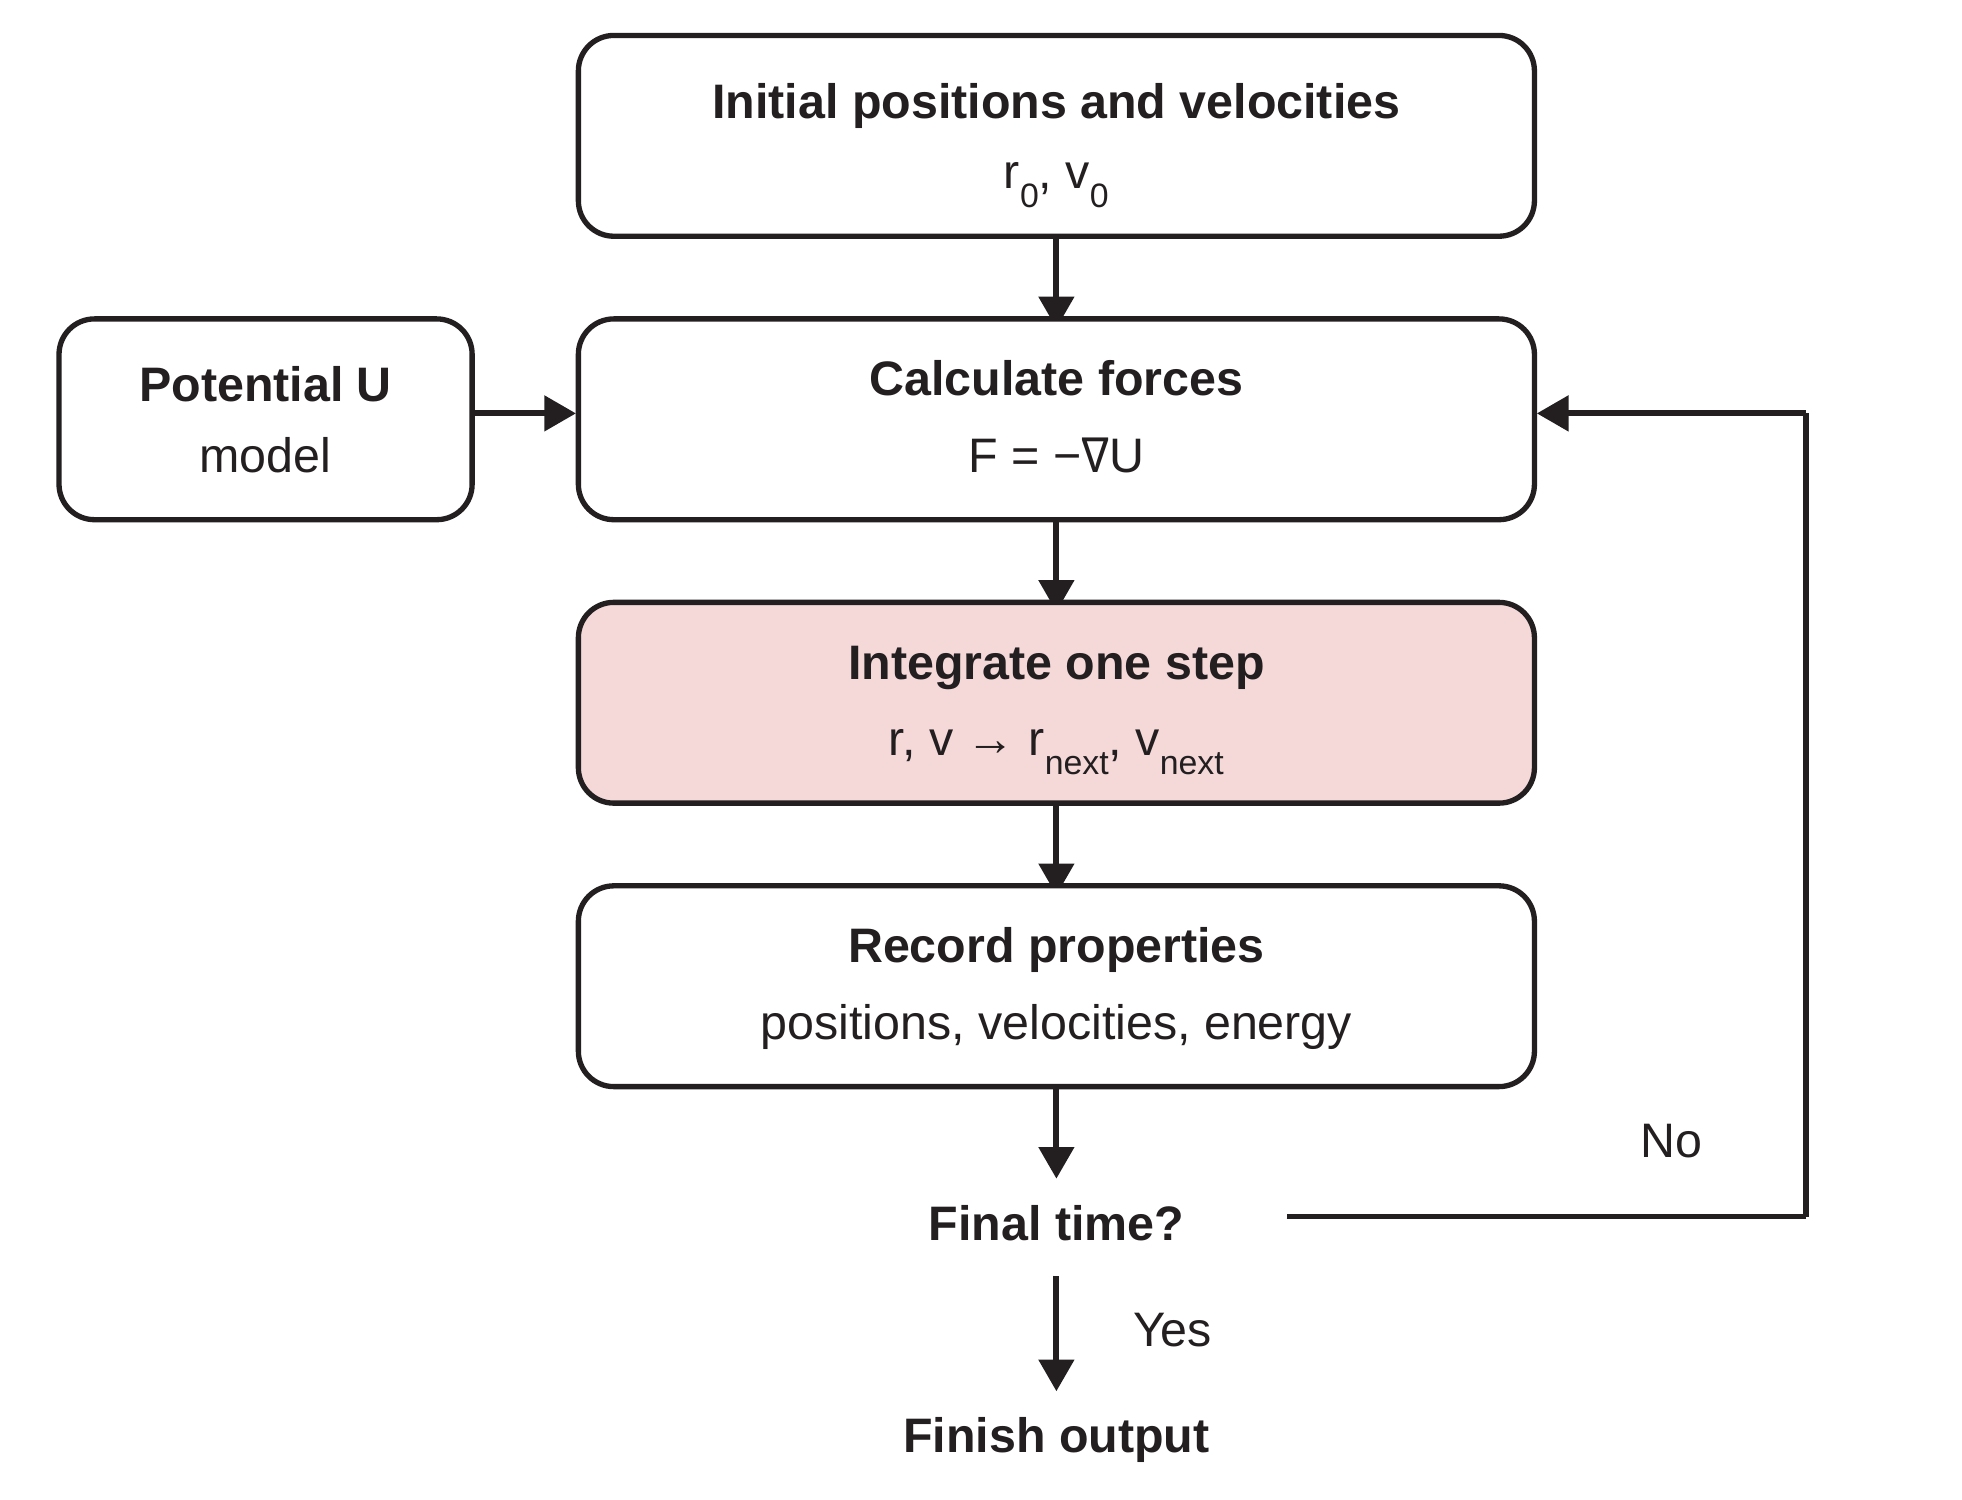 Initial positions and velocities
r₀, v₀
Potential U
model
Calculate forces
F = −∇U
Integrate one step
r, v → rnext, vnext
Record properties
positions, velocities, energy
No
Final time?
Yes
Finish output